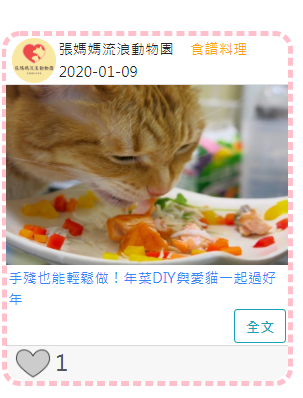 張媽媽流浪動物園 食譜料理
2020-01-09
手殘也能輕鬆做！年菜DIY與愛貓一起過好
年
全文
1